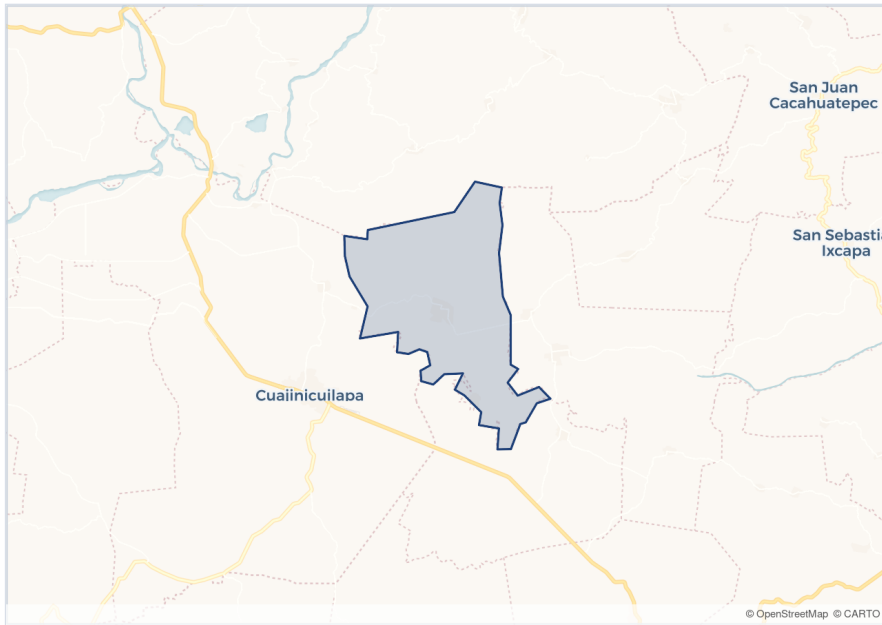 San Juan
Cacahuatepec
San Sebastia
Ixcapa
Cuajinicuilapa
© OpenStreetMap © CARTO